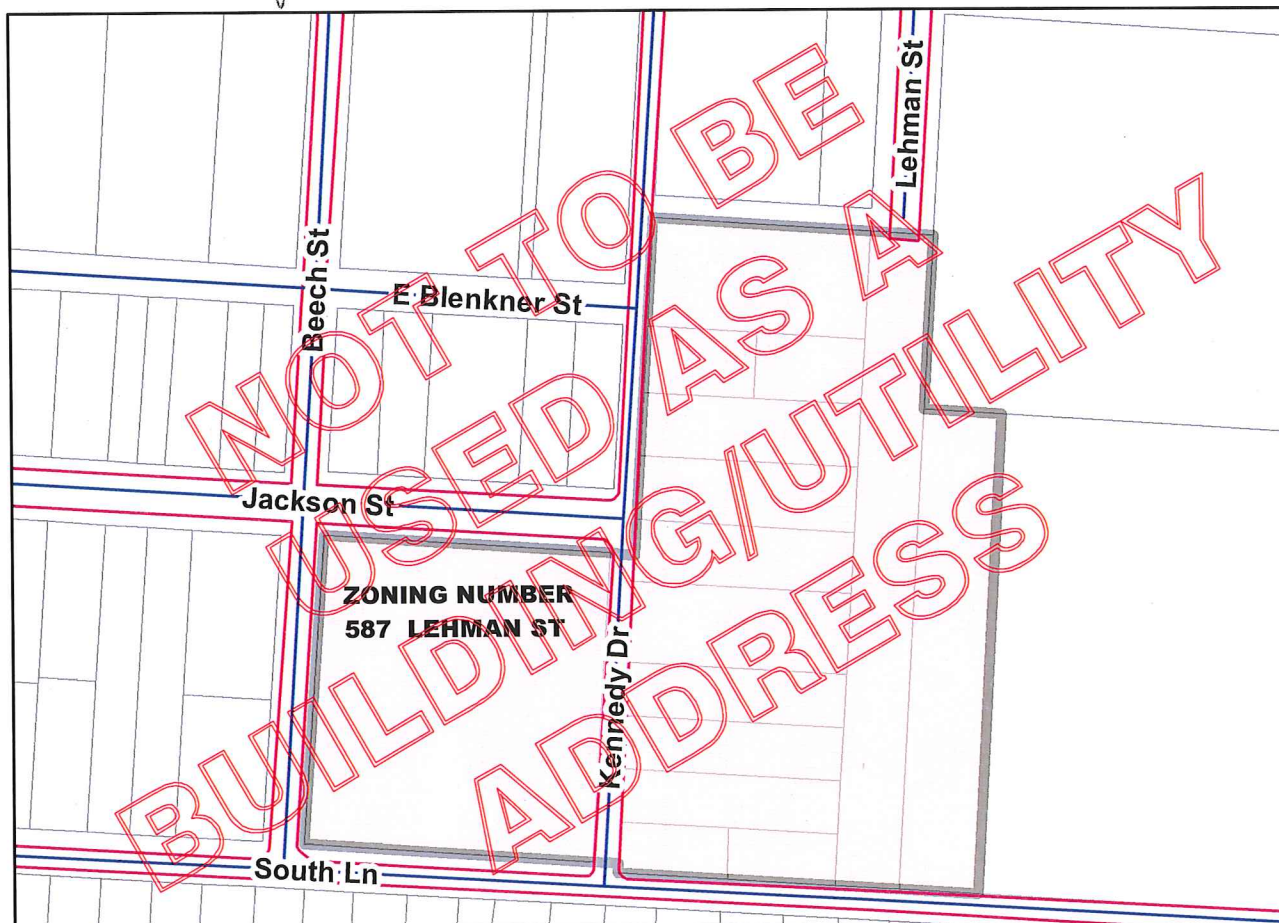 Lehman St
Beech St
E Blenkner St
Jackson St
ZONING NUMBER
587 LEHMAN ST
Kennedy Dr
South Ln
NOT TO BE
USED AS A
BUILDING/UTILITY
ADDRESS